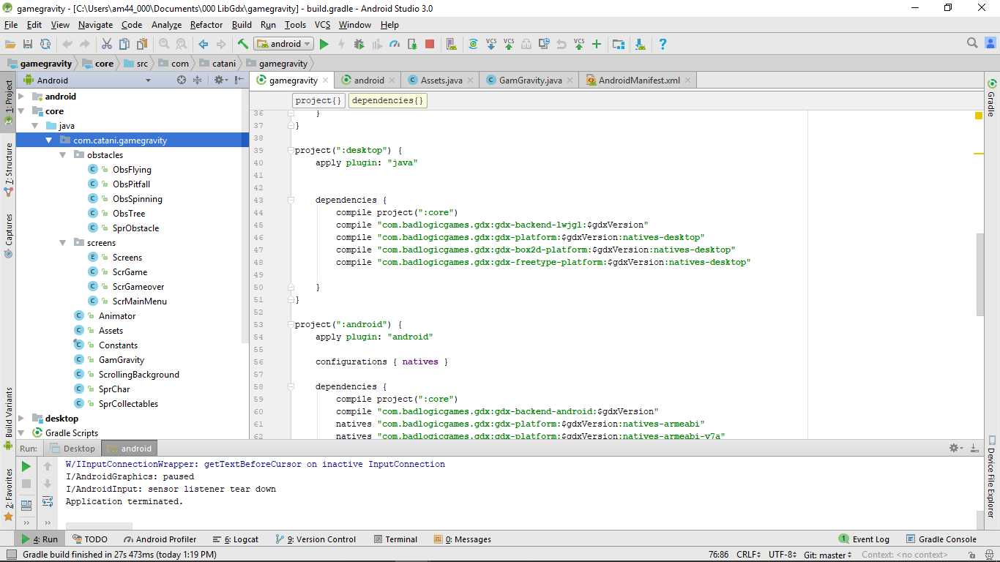 gamegravity - [C:\Users\am44_000\Documents\000 LibGdx\gamegravity] - build.gradle - Android Studio 3.0
File Edit View Navigate Code Analyze Refactor Build Run Tools VCS Window Help
android
VCS VCS VCS
gamegravity core src com catani gamegravity
Android
gamegravity android Assets.java GamGravity.java AndroidManifest.xml
project{} dependencies{}
1: Project
7: Structure
Captures
Build Variants
2: Favorites
android
core
java
com.catani.gamegravity
obstacles
ObsFlying
ObsPitfall
ObsSpinning
ObsTree
SprObstacle
screens
Screens
ScrGame
ScrGameover
ScrMainMenu
Animator
Assets
Constants
GamGravity
ScrollingBackground
SprChar
SprCollectables
desktop
Gradle Scripts
36 }
37 }
38
39 project(":desktop") {
40 apply plugin: "java"
41
42
43 dependencies {
44 compile project(":core")
45 compile "com.badlogicgames.gdx:gdx-backend-lwjgl:$gdxVersion"
46 compile "com.badlogicgames.gdx:gdx-platform:$gdxVersion:natives-desktop"
47 compile "com.badlogicgames.gdx:gdx-box2d-platform:$gdxVersion:natives-desktop"
48 compile "com.badlogicgames.gdx:gdx-freetype-platform:$gdxVersion:natives-desktop"
49
50 }
51 }
52
53 project(":android") {
54 apply plugin: "android"
55
56 configurations { natives }
57
58 dependencies {
59 compile project(":core")
60 compile "com.badlogicgames.gdx:gdx-backend-android:$gdxVersion"
61 natives "com.badlogicgames.gdx:gdx-platform:$gdxVersion:natives-armeabi"
62 natives "com.badlogicgames.gdx:gdx-platform:$gdxVersion:natives-armeabi-v7a"
Gradle
Device File Explorer
Run: Desktop android
W/IInputConnectionWrapper: getTextBeforeCursor on inactive InputConnection
I/AndroidGraphics: paused
I/AndroidInput: sensor listener tear down
Application terminated.
4: Run TODO Android Profiler 6: Logcat 9: Version Control Terminal 0: Messages 1 Event Log Gradle Console
Gradle build finished in 27s 473ms (today 1:19 PM) 76:86 CRLF UTF-8 Git: master Context: <no context>